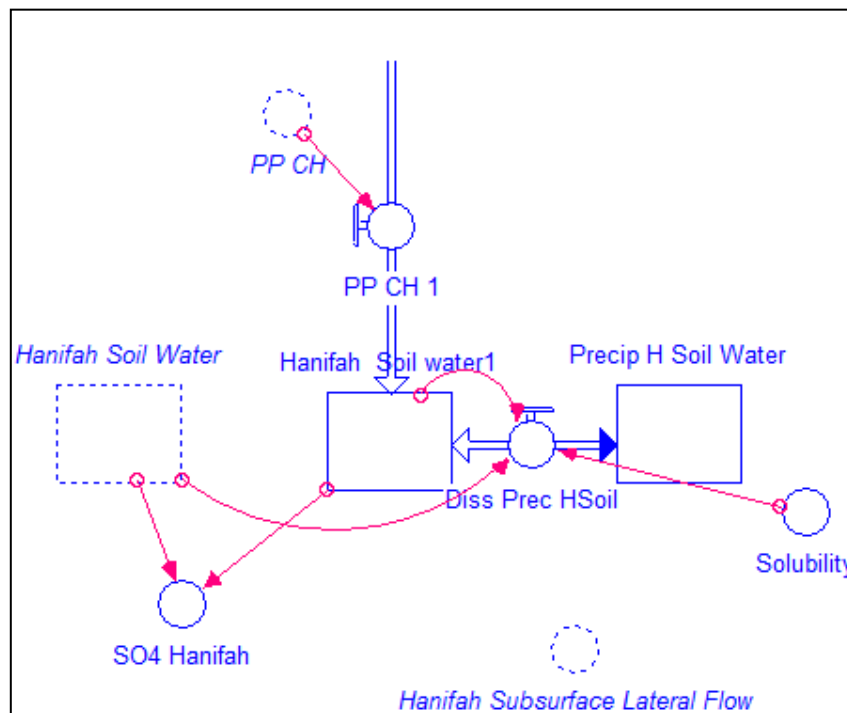 PP CH
PP CH 1
Hanifah Soil Water
Hanifah Soil water1
Precip H Soil Water
Diss Prec HSoil
Solubility
SO4 Hanifah
Hanifah Subsurface Lateral Flow